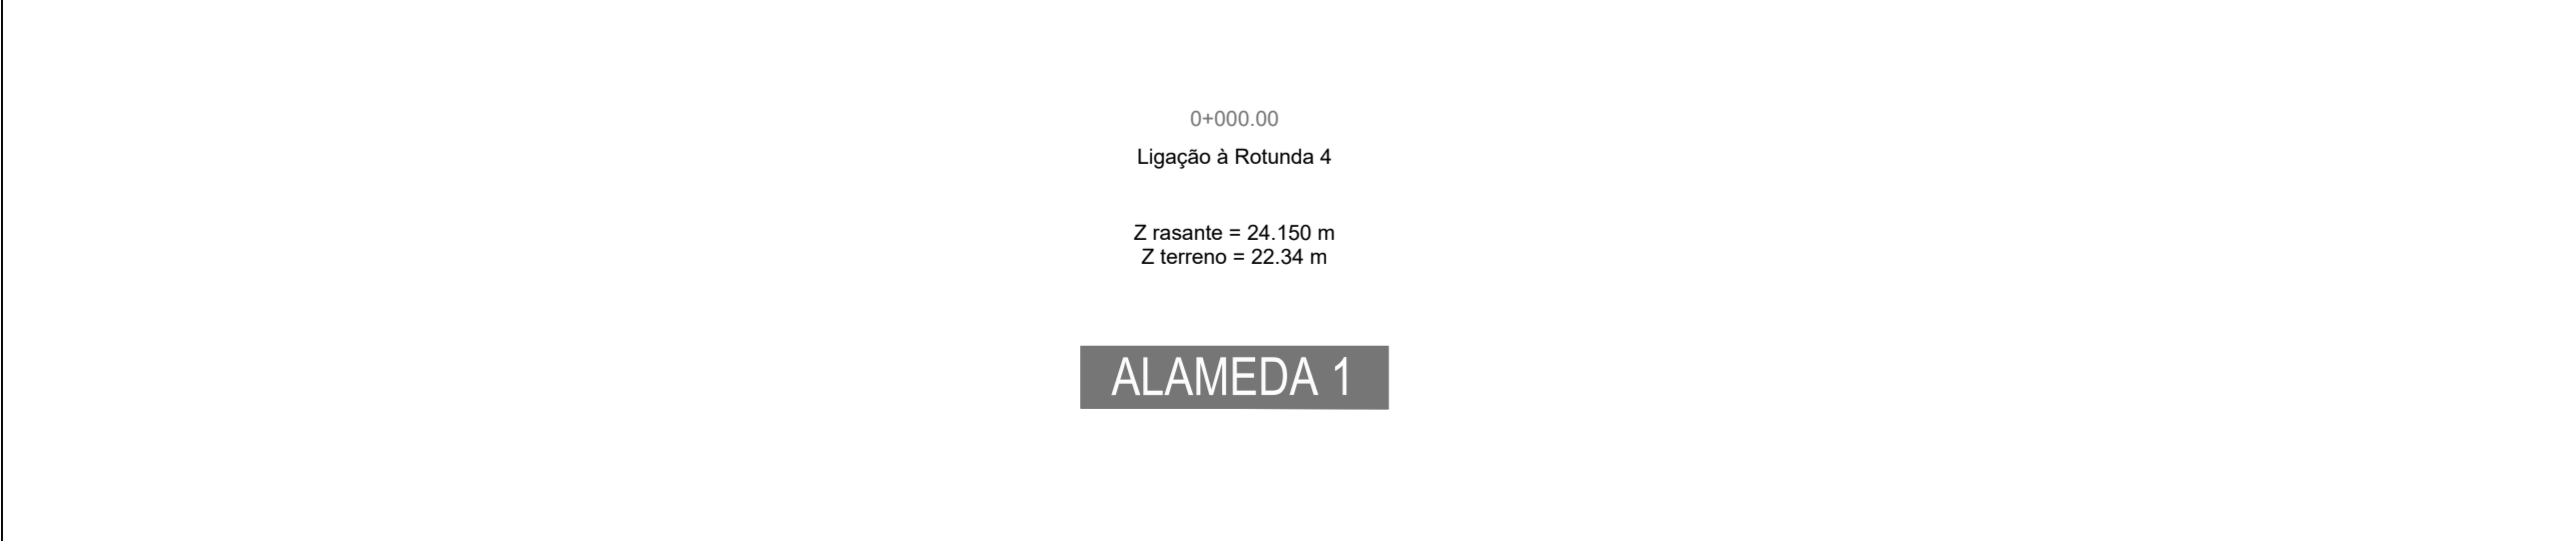 0+000.00
Ligação à Rotunda 4
Z rasante = 24.150 m
Z terreno = 22.34 m
ALAMEDA 1